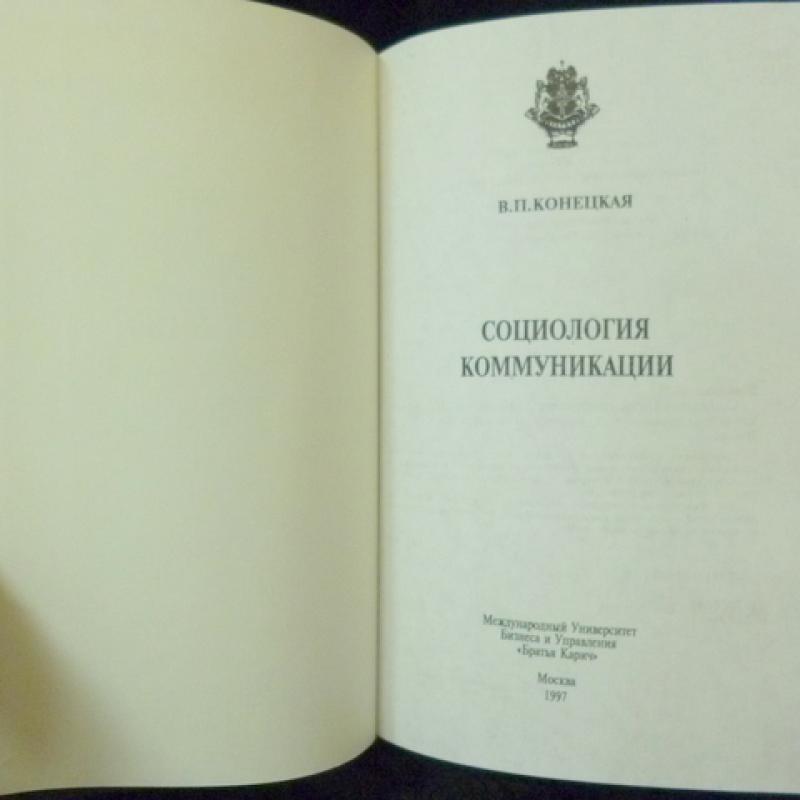 В.П.КОНЕЦКАЯ
СОЦИОЛОГИЯ
КОММУНИКАЦИИ
Международный Университет
Бизнеса и Управления
«Братья Карич»
Москва
1997